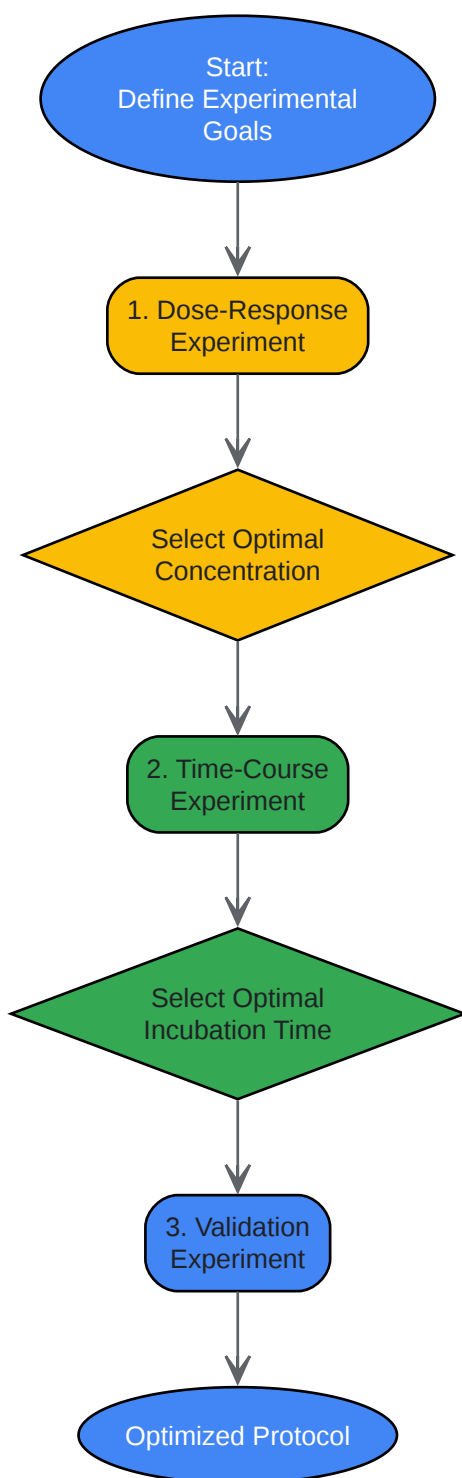 Start:
Define Experimental
Goals
1. Dose-Response
Experiment
Select Optimal
Concentration
2. Time-Course
Experiment
Select Optimal
Incubation Time
3. Validation
Experiment
Optimized Protocol